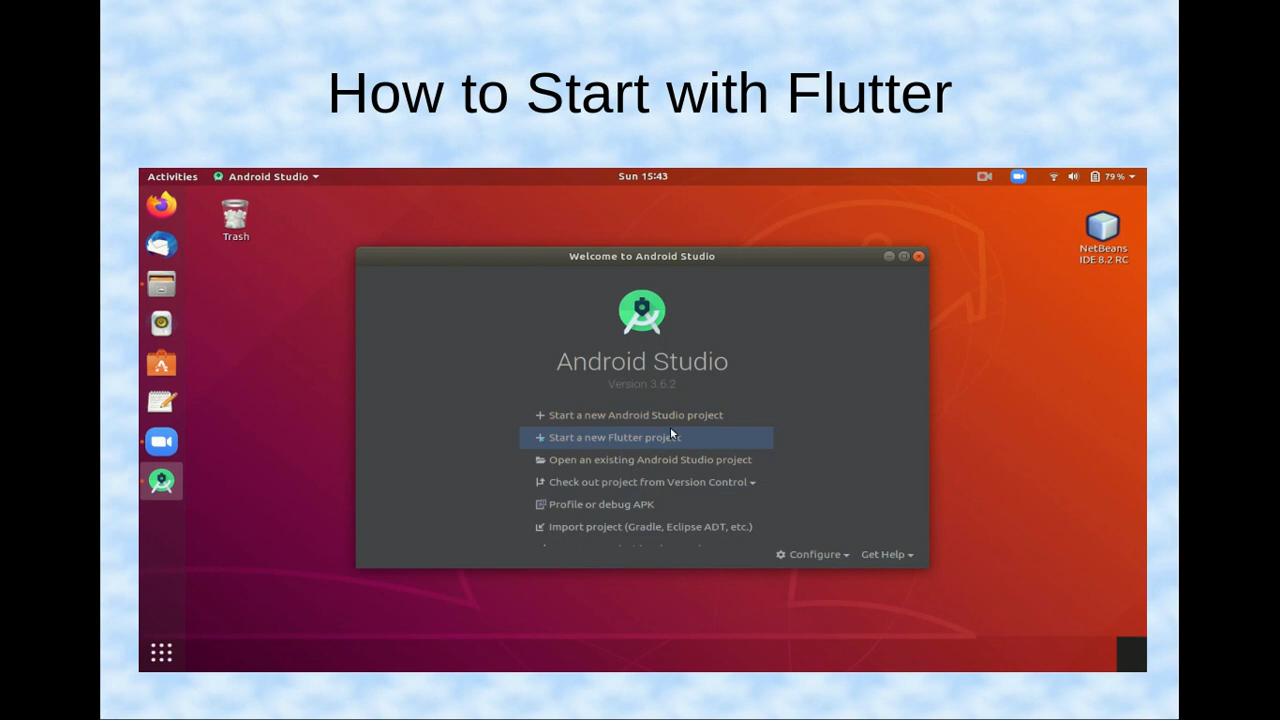 How to Start with Flutter
Activities Android Studio Sun 15:43 79 %
Trash
NetBeans
IDE 8.2 RC
Welcome to Android Studio
Android Studio
Version 3.6.2
Start a new Android Studio project
Start a new Flutter project
Open an existing Android Studio project
Check out project from Version Control
Profile or debug APK
Import project (Gradle, Eclipse ADT, etc.)
Configure Get Help